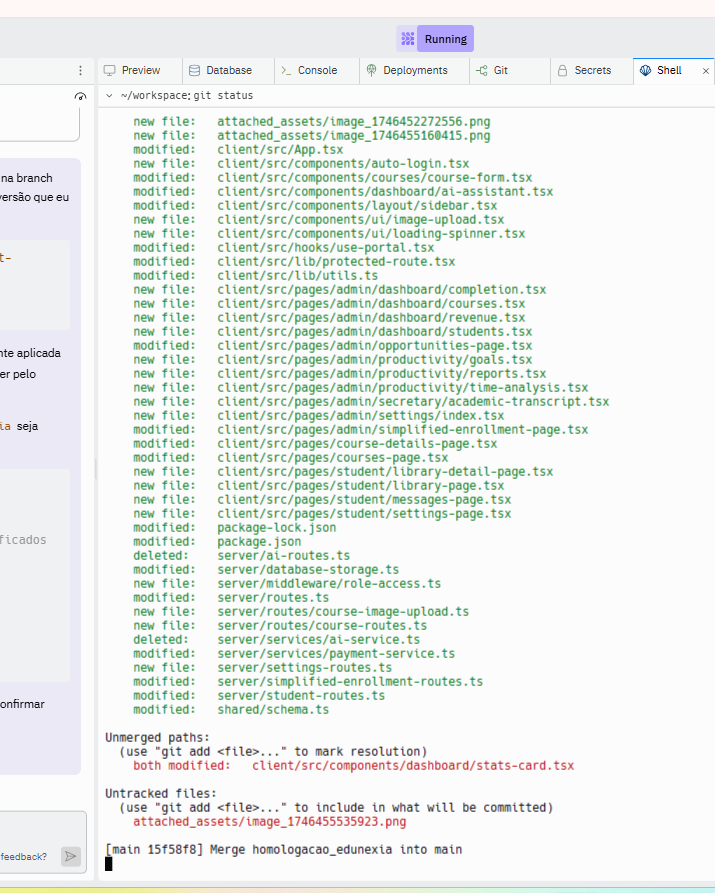 Running
Preview
Database
Console
Deployments
Git
Secrets
Shell
~/workspace: git status
na branch
versão que eu
t-
nte aplicada
er pelo
ia seja
ficados
onfirmar
feedback?
new file: attached_assets/image_1746452272556.png
new file: attached_assets/image_1746455160415.png
modified: client/src/App.tsx
new file: client/src/components/auto-login.tsx
modified: client/src/components/courses/course-form.tsx
modified: client/src/components/dashboard/ai-assistant.tsx
modified: client/src/components/layout/sidebar.tsx
new file: client/src/components/ui/image-upload.tsx
new file: client/src/components/ui/loading-spinner.tsx
modified: client/src/hooks/use-portal.tsx
modified: client/src/lib/protected-route.tsx
modified: client/src/lib/utils.ts
new file: client/src/pages/admin/dashboard/completion.tsx
new file: client/src/pages/admin/dashboard/courses.tsx
new file: client/src/pages/admin/dashboard/revenue.tsx
new file: client/src/pages/admin/dashboard/students.tsx
modified: client/src/pages/admin/opportunities-page.tsx
new file: client/src/pages/admin/productivity/goals.tsx
new file: client/src/pages/admin/productivity/reports.tsx
new file: client/src/pages/admin/productivity/time-analysis.tsx
new file: client/src/pages/admin/secretary/academic-transcript.tsx
new file: client/src/pages/admin/settings/index.tsx
modified: client/src/pages/admin/simplified-enrollment-page.tsx
new file: client/src/pages/course-details-page.tsx
new file: client/src/pages/courses-page.tsx
new file: client/src/pages/student/library-detail-page.tsx
new file: client/src/pages/student/library-page.tsx
new file: client/src/pages/student/messages-page.tsx
new file: client/src/pages/student/settings-page.tsx
modified: package-lock.json
modified: package.json
deleted: server/ai-routes.ts
modified: server/database-storage.ts
new file: server/middleware/role-access.ts
modified: server/routes.ts
new file: server/routes/course-image-upload.ts
new file: server/routes/course-routes.ts
deleted: server/services/ai-service.ts
modified: server/services/payment-service.ts
new file: server/settings-routes.ts
modified: server/simplified-enrollment-routes.ts
modified: server/student-routes.ts
modified: shared/schema.ts
Unmerged paths:
(use "git add <file>..." to mark resolution)
both modified: client/src/components/dashboard/stats-card.tsx
Untracked files:
(use "git add <file>..." to include in what will be committed)
attached_assets/image_1746455535923.png
[main 15f58f8] Merge homologacao_edunexia into main